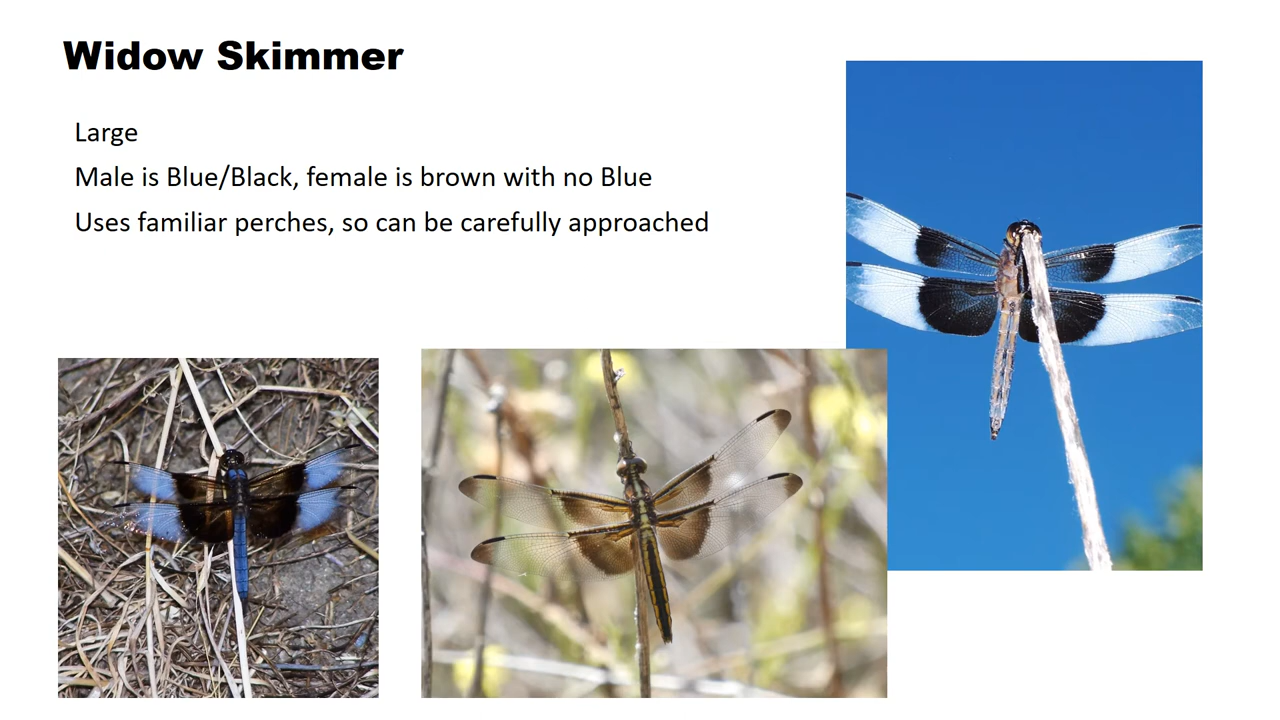 Widow Skimmer
Large
Male is Blue/Black, female is brown with no Blue
Uses familiar perches, so can be carefully approached